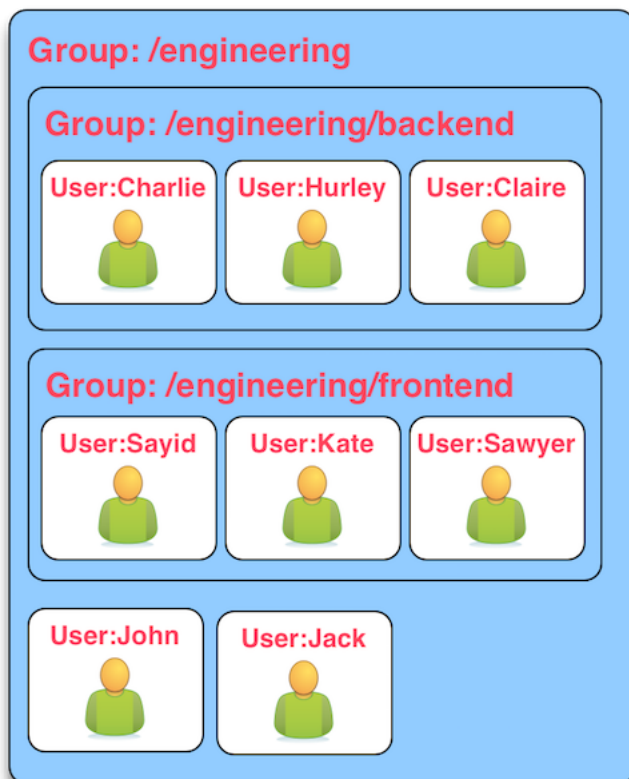 Group: /engineering
Group: /engineering/backend
User:Charlie
User:Hurley
User:Claire
Group: /engineering/frontend
User:Sayid
User:Kate
User:Sawyer
User:John
User:Jack